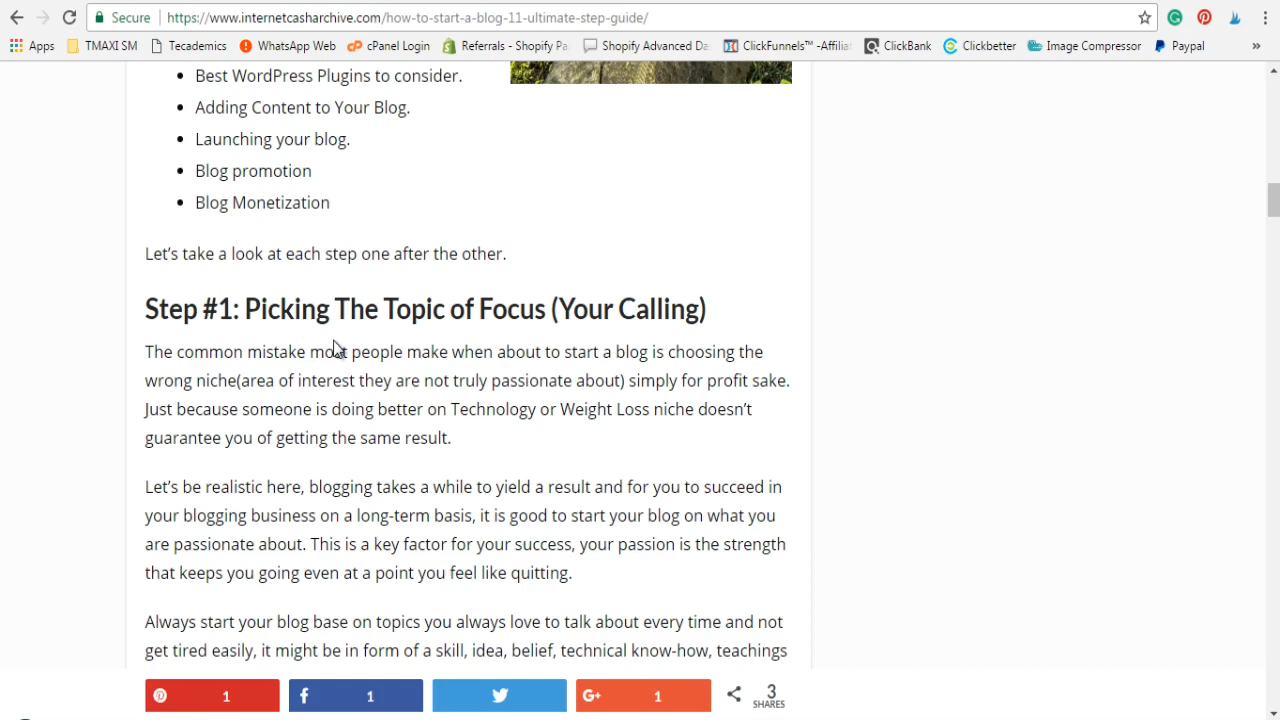 Secure
https://www.internetcasharchive.com/how-to-start-a-blog-11-ultimate-step-guide/
Apps TMAXI SM Tecademics WhatsApp Web cPanel Login Referrals - Shopify Pa Shopify Advanced Da ClickFunnels™ -Affilia ClickBank Clickbetter Image Compressor Paypal »
• Best WordPress Plugins to consider.
• Adding Content to Your Blog.
• Launching your blog.
• Blog promotion
• Blog Monetization
Let's take a look at each step one after the other.
Step #1: Picking The Topic of Focus (Your Calling)
The common mistake most people make when about to start a blog is choosing the
wrong niche(area of interest they are not truly passionate about) simply for profit sake.
Just because someone is doing better on Technology or Weight Loss niche doesn't
guarantee you of getting the same result.
Let's be realistic here, blogging takes a while to yield a result and for you to succeed in
your blogging business on a long-term basis, it is good to start your blog on what you
are passionate about. This is a key factor for your success, your passion is the strength
that keeps you going even at a point you feel like quitting.
Always start your blog base on topics you always love to talk about every time and not
get tired easily, it might be in form of a skill, idea, belief, technical know-how, teachings
1 1 G+ 1 3
SHARES